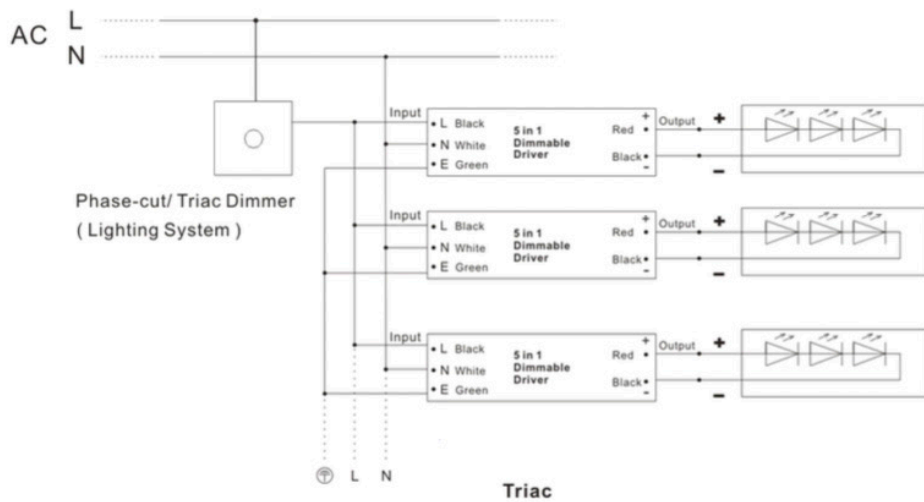 AC
L
N
Phase-cut/ Triac Dimmer
( Lighting System )
Input
L Black
N White
E Green
5 in 1
Dimmable
Driver
+
Red
Black
-
Output
+
-
Input
L Black
N White
E Green
5 in 1
Dimmable
Driver
+
Red
Black
-
Output
+
-
Input
L Black
N White
E Green
5 in 1
Dimmable
Driver
+
Red
Black
-
Output
+
-
L
N
Triac